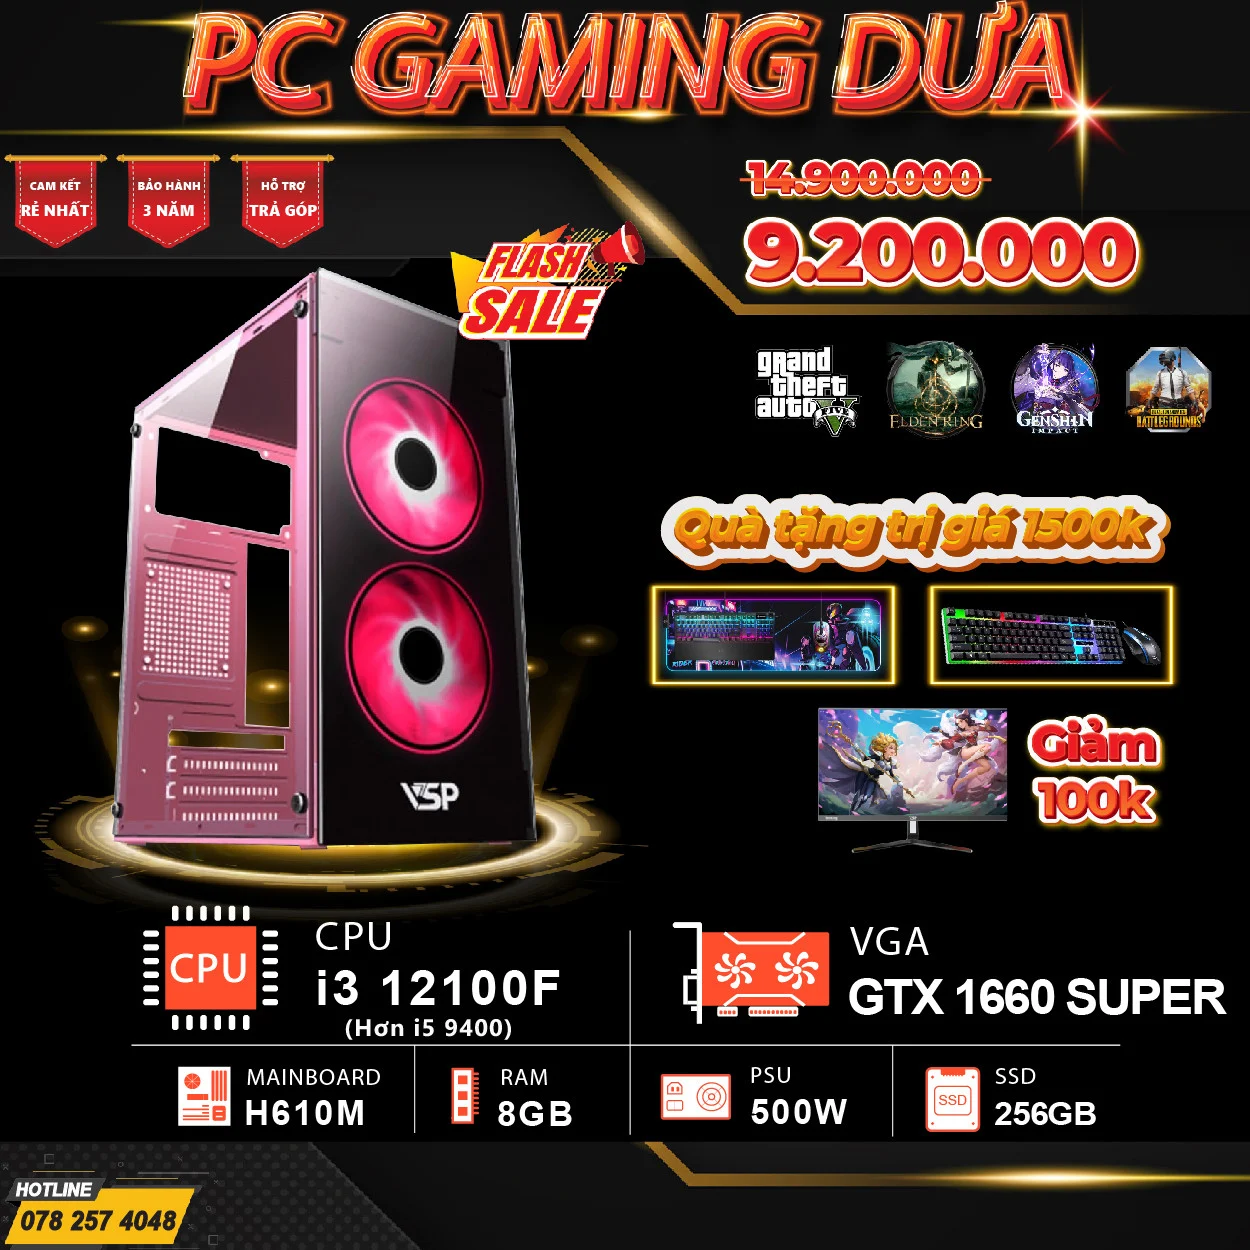 PC GAMING DƯA
CAM KẾT
RẺ NHẤT
BẢO HÀNH
3 NĂM
HỖ TRỢ
TRẢ GÓP
14.900.000
9.200.000
FLASH
SALE
grand
theft
auto
FIVE
V
ELDEN RING
GENSHIN
IMPACT
BATTLEGROUNDS
Quà tặng trị giá 1500k
Giảm
100k
VSP
CPU
CPU
i3 12100F
(Hơn i5 9400)
VGA
GTX 1660 SUPER
MAINBOARD
H610M
RAM
8GB
PSU
500W
SSD
SSD
256GB
HOTLINE
078 257 4048